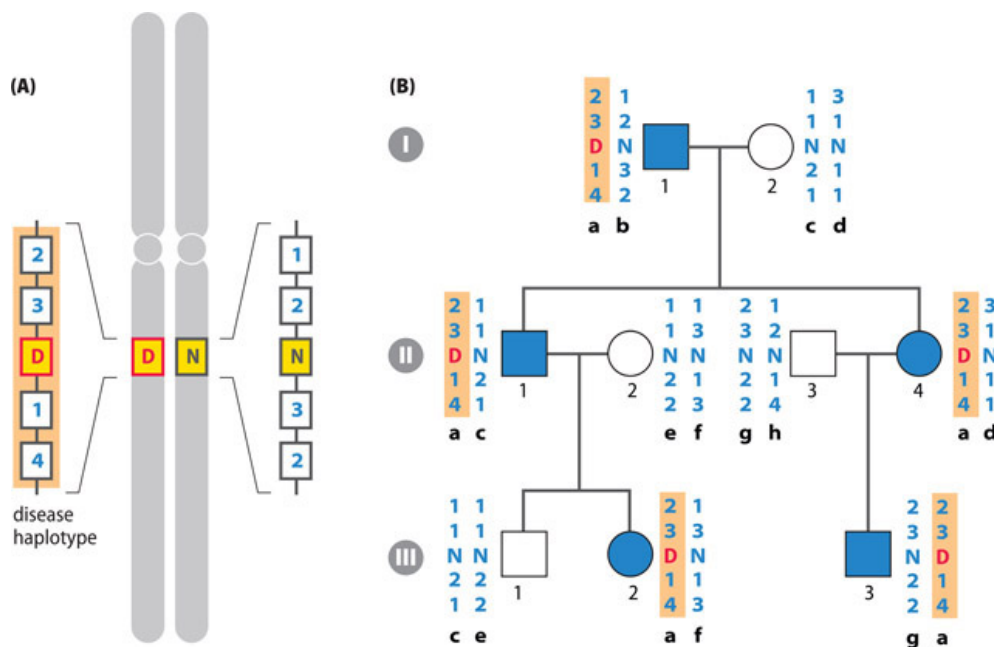 (A)
2
3
D
1
4
disease
haplotype
D N
1
2
N
3
2
(B)
I
2 1
3 2
D N
1 3
4 2
a b
1
2
1 3
1 1
N N
2 1
1 1
c d
II
2 1
3 1
D N
1 2
4 1
a c
1
2
1 1
1 3
N N
2 1
2 3
e f
2 1
3 2
N N
2 1
2 4
g h
3
4
2 3
3 1
D N
1 1
4 1
a d
III
1 1
1 1
N N
2 2
1 2
c e
1
2
2 1
3 3
D N
1 1
4 3
a f
3
2 2
3 3
N D
2 1
2 4
g a